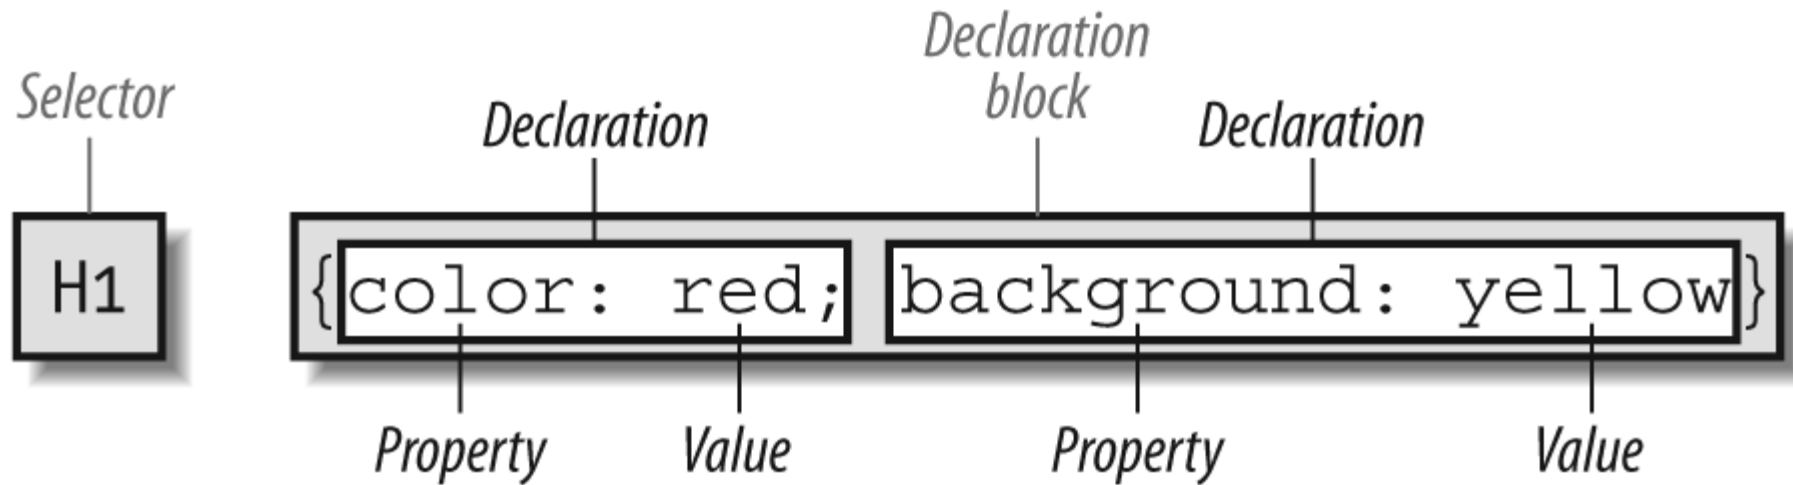 Selector
Declaration
Declaration
block
Declaration
H1
{color: red; background: yellow}
Property
Value
Property
Value